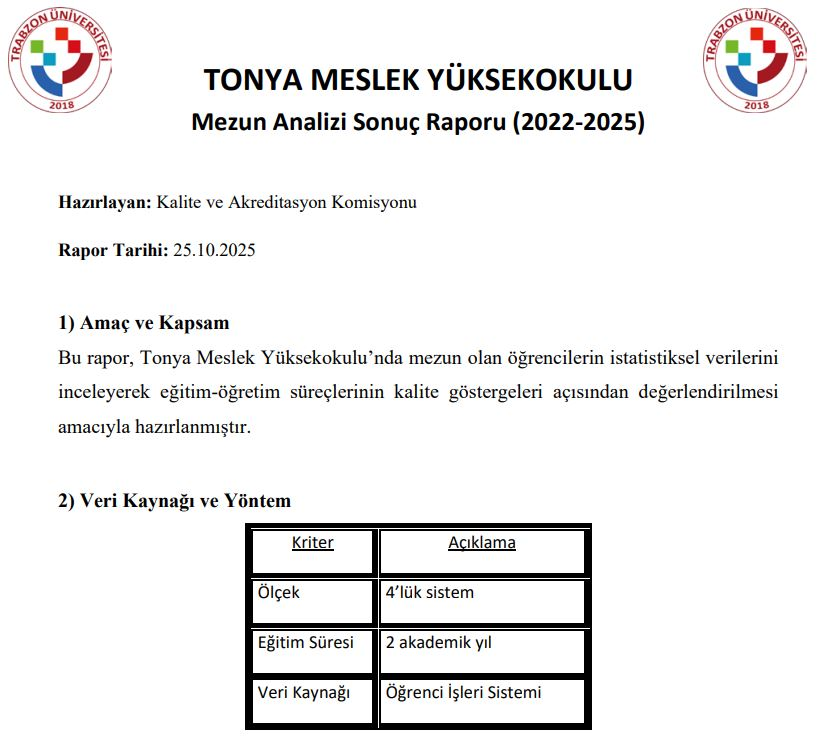 TRABZON ÜNİVERSİTESİ
2018
TRABZON ÜNİVERSİTESİ
2018
TONYA MESLEK YÜKSEKOKULU
Mezun Analizi Sonuç Raporu (2022-2025)
Hazırlayan: Kalite ve Akreditasyon Komisyonu
Rapor Tarihi: 25.10.2025
1) Amaç ve Kapsam
Bu rapor, Tonya Meslek Yüksekokulu’nda mezun olan öğrencilerin istatistiksel verilerini
inceleyerek eğitim-öğretim süreçlerinin kalite göstergeleri açısından değerlendirilmesi
amacıyla hazırlanmıştır.
2) Veri Kaynağı ve Yöntem
Kriter Açıklama
Ölçek 4’lük sistem
Eğitim Süresi 2 akademik yıl
Veri Kaynağı Öğrenci İşleri Sistemi